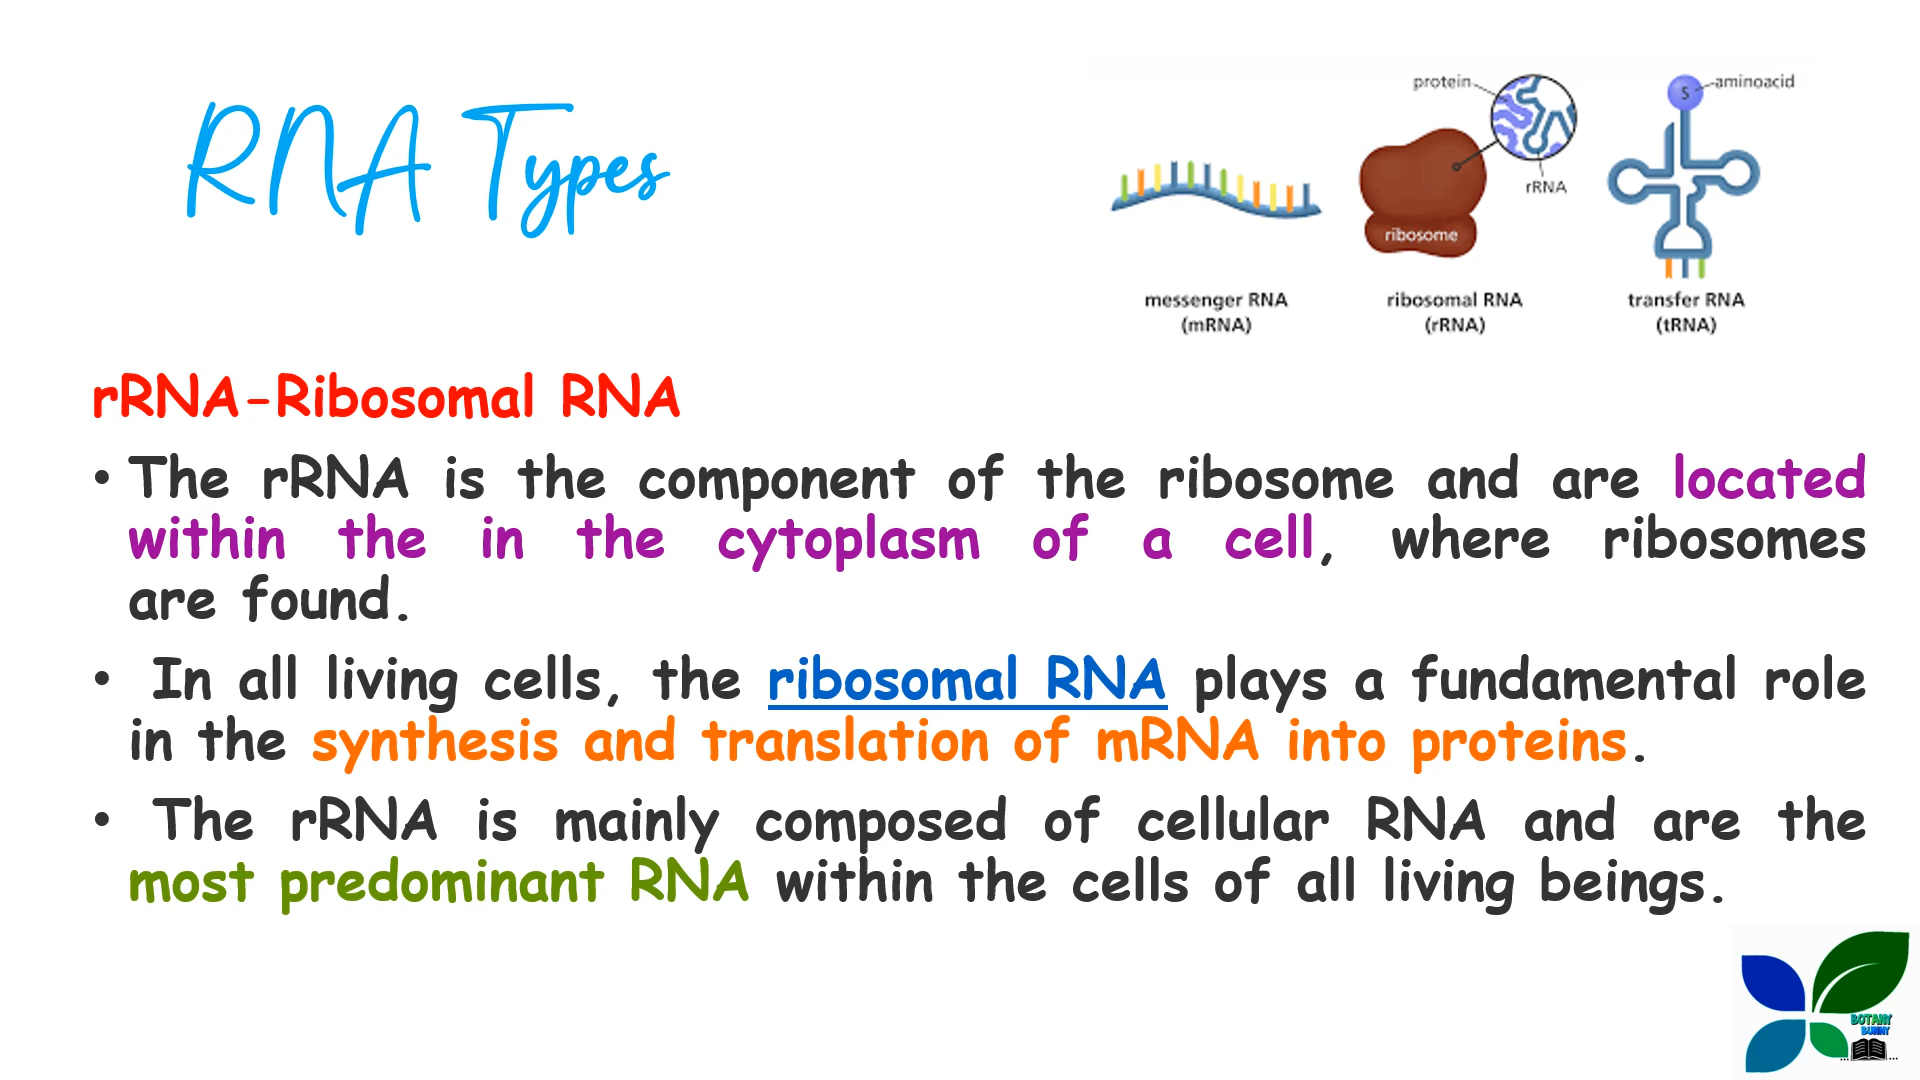 RNA Types
protein
aminoacid
S
rRNA
ribosome
messenger RNA
(mRNA)
ribosomal RNA
(rRNA)
transfer RNA
(tRNA)
rRNA-Ribosomal RNA
• The rRNA is the component of the ribosome and are located
within the in the cytoplasm of a cell, where ribosomes
are found.
• In all living cells, the ribosomal RNA plays a fundamental role
in the synthesis and translation of mRNA into proteins.
• The rRNA is mainly composed of cellular RNA and are the
most predominant RNA within the cells of all living beings.
BOTANY
BUNNY